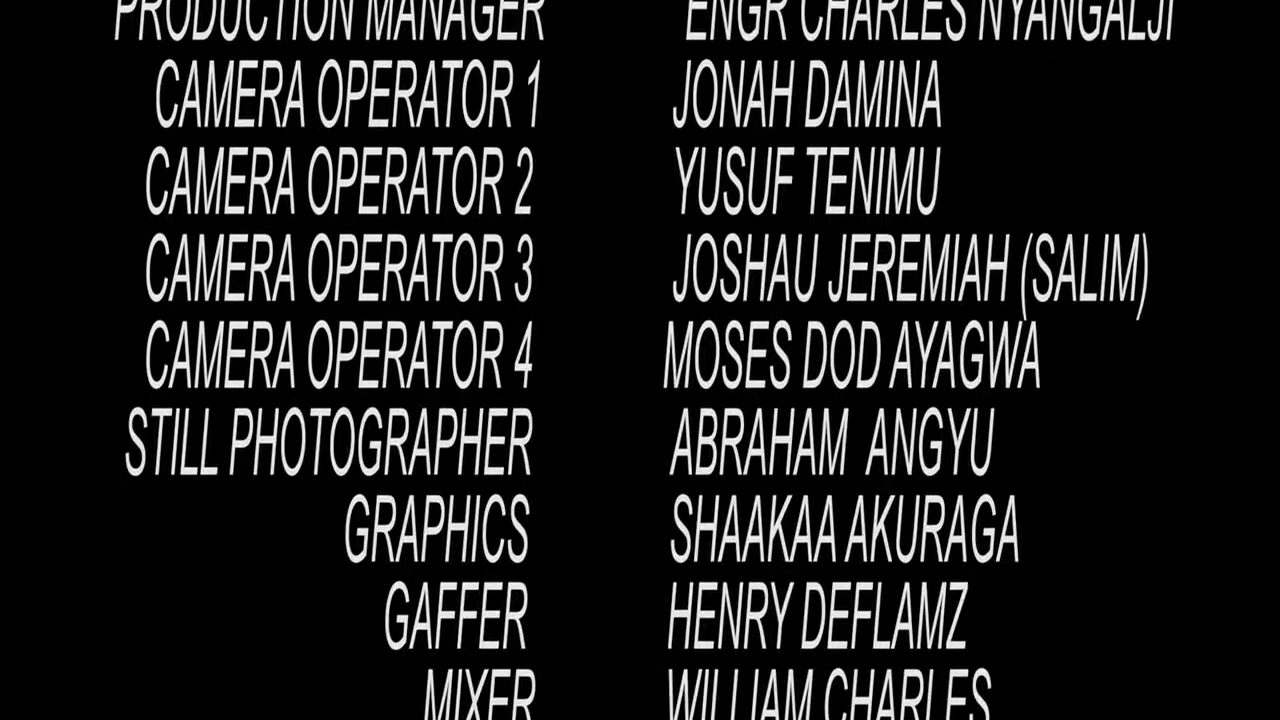 PRODUCTION MANAGER ENGR CHARLES NYANGALJI
CAMERA OPERATOR 1 JONAH DAMINA
CAMERA OPERATOR 2 YUSUF TENIMU
CAMERA OPERATOR 3 JOSHAU JEREMIAH (SALIM)
CAMERA OPERATOR 4 MOSES DOD AYAGWA
STILL PHOTOGRAPHER ABRAHAM ANGYU
GRAPHICS SHAAKAA AKURAGA
GAFFER HENRY DEFLAMZ
MIXER WILLIAM CHARLES